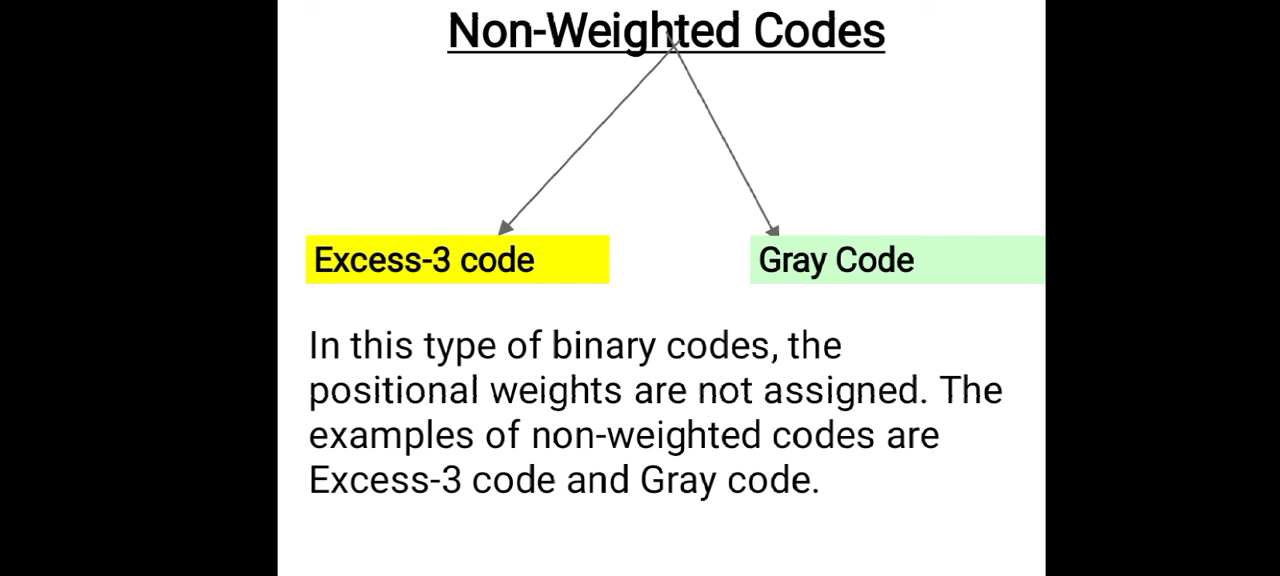 Non-Weighted Codes
Excess-3 code
Gray Code
In this type of binary codes, the
positional weights are not assigned. The
examples of non-weighted codes are
Excess-3 code and Gray code.